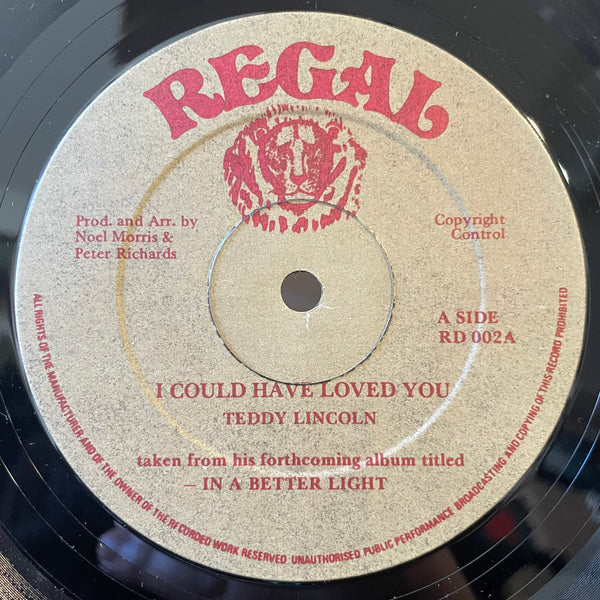 REGAL
Prod. and Arr. by
Noel Morris &
Peter Richards
Copyright
Control
A SIDE
RD 002A
I COULD HAVE LOVED YOU
TEDDY LINCOLN
taken from his forthcoming album titled
— IN A BETTER LIGHT
ALL RIGHTS OF THE MANUFACTURER AND OF THE OWNER OF THE RECORDED WORK RESERVED UNAUTHORISED PUBLIC PERFORMANCE BROADCASTING AND COPYING OF THIS RECORD PROHIBITED